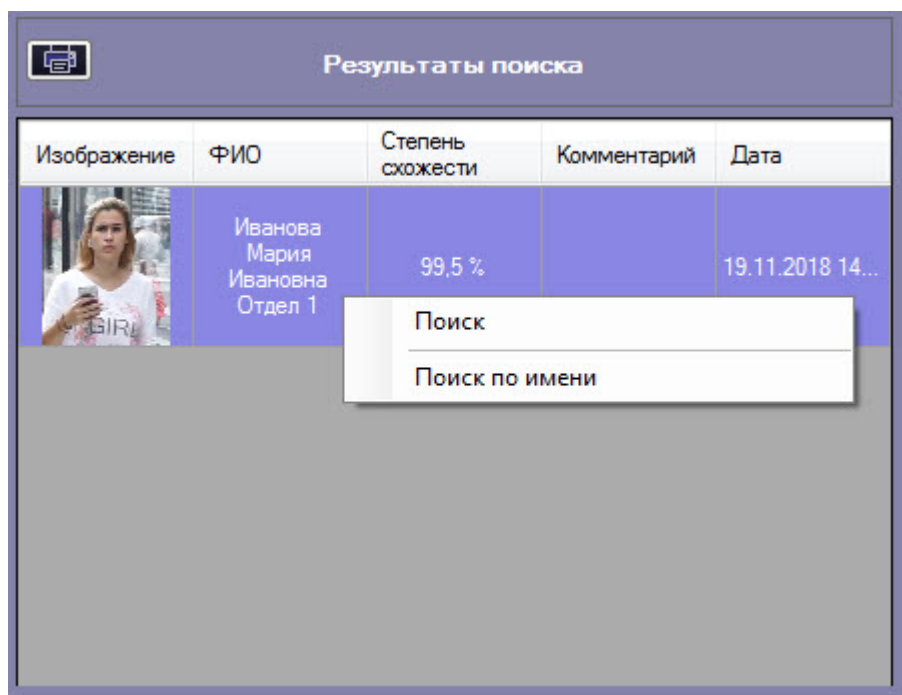 Результаты поиска
Изображение
ФИО
Степень
схожести
Комментарий
Дата
Иванова
Мария
Ивановна
Отдел 1
99,5 %
19.11.2018 14...
GIRL
Поиск
Поиск по имени